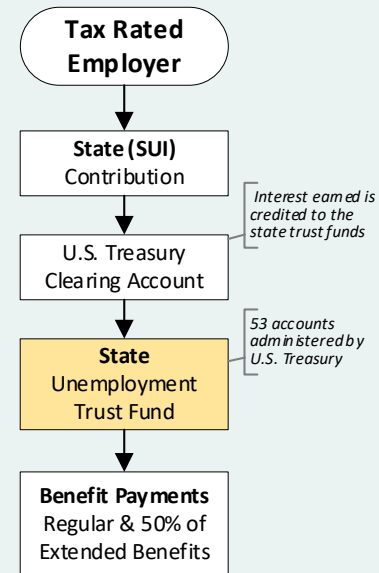 Tax Rated
Employer
State (SUI)
Contribution
Interest earned is
credited to the
state trust funds
U.S. Treasury
Clearing Account
53 accounts
administered by
U.S. Treasury
State
Unemployment
Trust Fund
Benefit Payments
Regular & 50% of
Extended Benefits